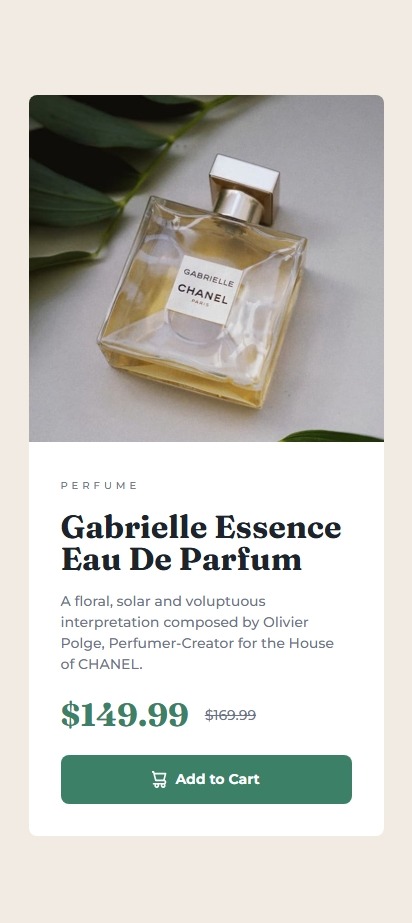 GABRIELLE
CHANEL
PARIS
PERFUME
Gabrielle Essence
Eau De Parfum
A floral, solar and voluptuous
interpretation composed by Olivier
Polge, Perfumer-Creator for the House
of CHANEL.
$149.99 $169.99
Add to Cart